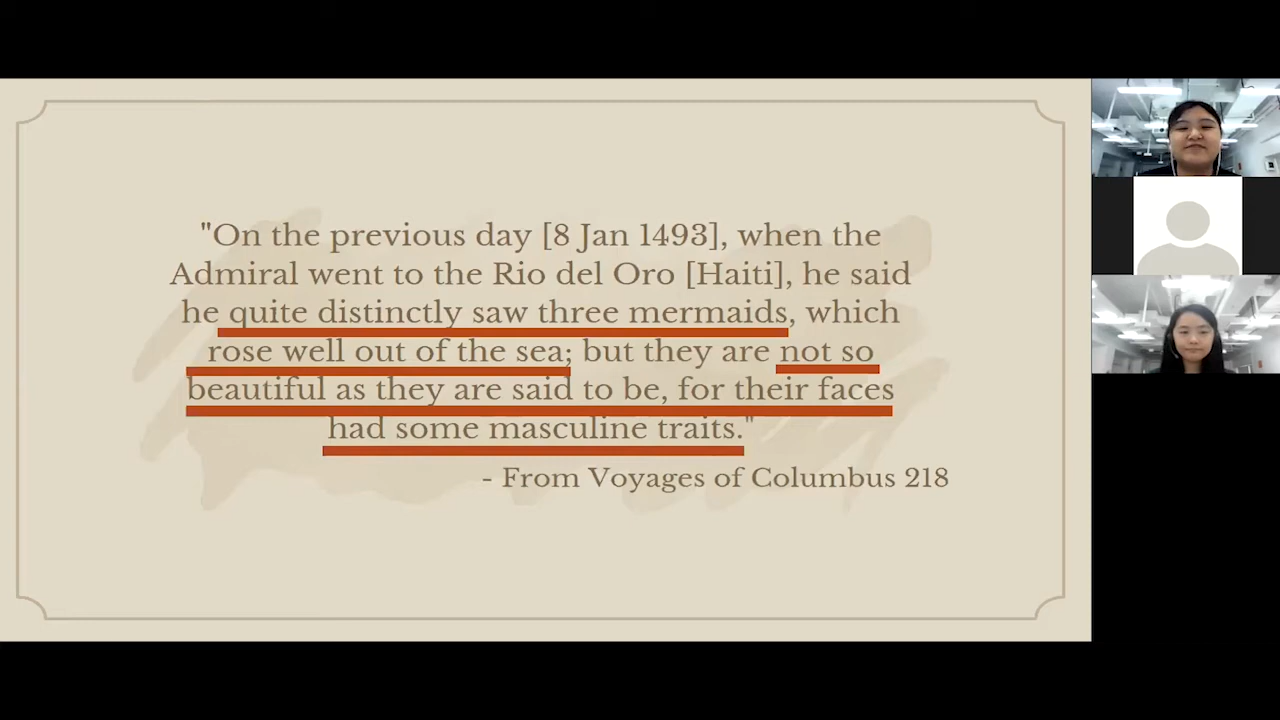 "On the previous day [8 Jan 1493], when the
Admiral went to the Rio del Oro [Haiti], he said
he quite distinctly saw three mermaids, which
rose well out of the sea; but they are not so
beautiful as they are said to be, for their faces
had some masculine traits."
- From Voyages of Columbus 218